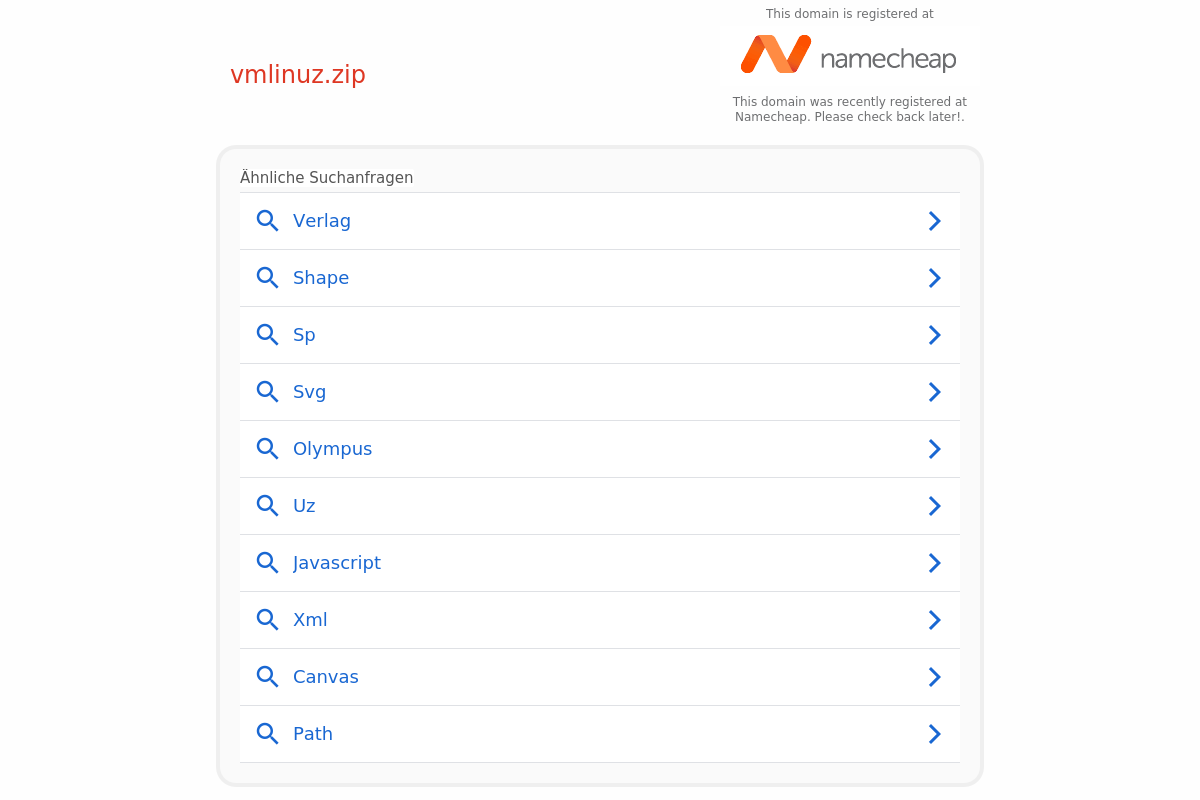 This domain is registered at
namecheap
vmlinuz.zip
This domain was recently registered at
Namecheap. Please check back later!.
Ähnliche Suchanfragen
Verlag
Shape
Sp
Svg
Olympus
Uz
Javascript
Xml
Canvas
Path